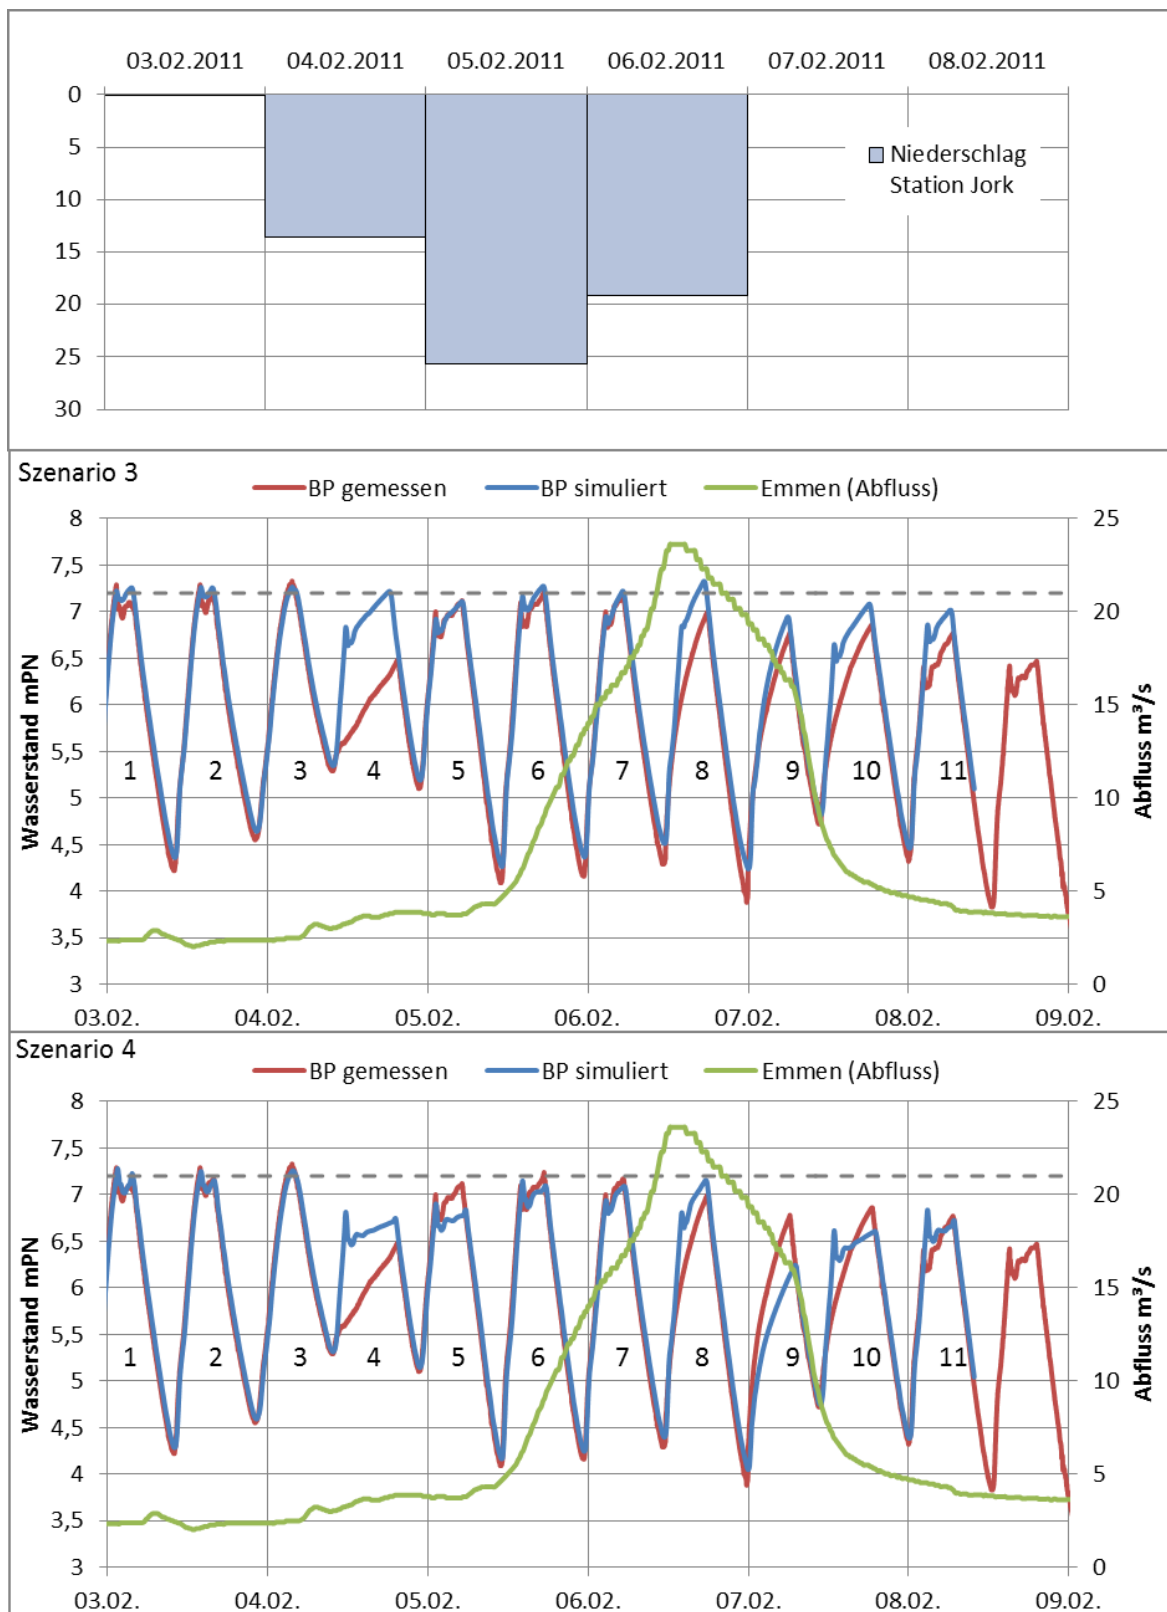 03.02.2011 04.02.2011 05.02.2011 06.02.2011 07.02.2011 08.02.2011
0
5
10
15
20
25
30
Niederschlag
Station Jork
Szenario 3
BP gemessen BP simuliert Emmen (Abfluss)
8 25
7,5
7 20
6,5
6 15
5,5
5 10
4,5
4 5
3,5
3 0
Wasserstand mPN
Abfluss m³/s
1 2 3 4 5 6 7 8 9 10 11
03.02. 04.02. 05.02. 06.02. 07.02. 08.02. 09.02.
Szenario 4
BP gemessen BP simuliert Emmen (Abfluss)
8 25
7,5
7 20
6,5
6 15
5,5
5 10
4,5
4 5
3,5
3 0
Wasserstand mPN
Abfluss m³/s
1 2 3 4 5 6 7 8 9 10 11
03.02. 04.02. 05.02. 06.02. 07.02. 08.02. 09.02.